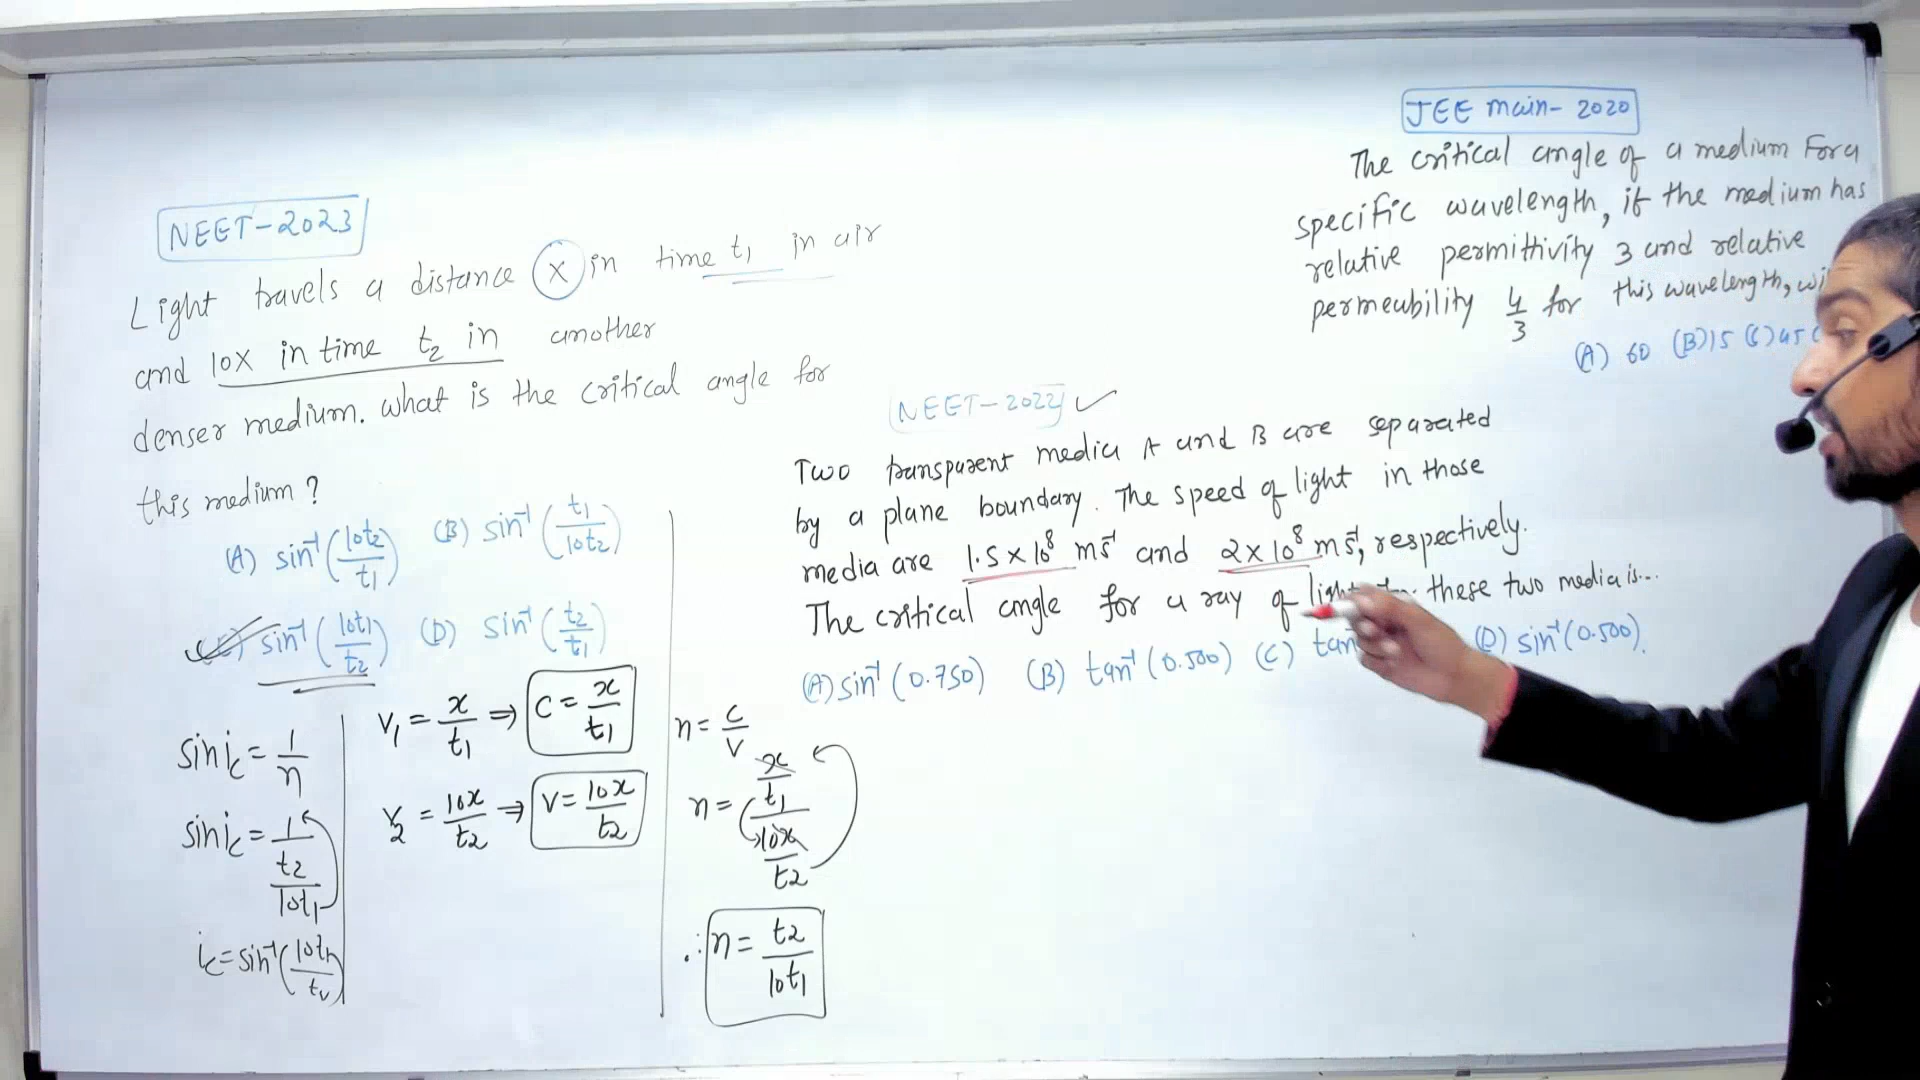 NEET-2023
Light travels a distance x in time t₁ in air
and 10x in time t₂ in another
denser medium. what is the critical angle for
this medium?
(A) sin⁻¹(10t₂/t₁) (B) sin⁻¹(t₁/10t₂)
sin⁻¹(10t₁/t₂) (D) sin⁻¹(t₂/t₁)
sin i_c = 1/n
sin i_c = 1/(t₂/10t₁)
i_c = sin⁻¹(10t₁/t₂)
V₁ = x/t₁ ⇒ C = x/t₁
V₂ = 10x/t₂ ⇒ V = 10x/t₂
n = C/V
n = (x/t₁)/(10x/t₂)
∴ n = t₂/10t₁
NEET-2022 ✓
Two transparent media A and B are separated
by a plane boundary. The speed of light in those
media are 1.5 × 10⁸ ms⁻¹ and 2 × 10⁸ ms⁻¹, respectively.
The critical angle for a ray of light these two media is...
(A) sin⁻¹(0.750) (B) tan⁻¹(0.500) (C) tan⁻¹ (D) sin⁻¹(0.500).
JEE main-2020
The critical angle of a medium For a
specific wavelength, if the medium has
relative permittivity 3 and relative
permeability 4/3 for this wavelength,
(A) 60 (B) 15 (C) 45